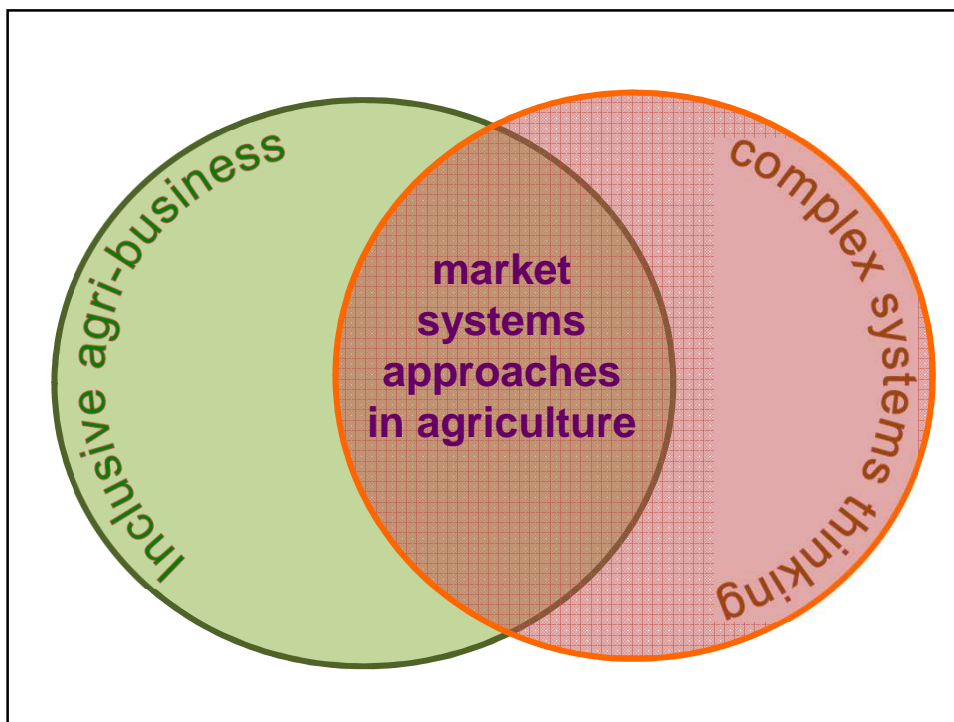 Inclusive agri-business
market
systems
approaches
in agriculture
complex systems thinking